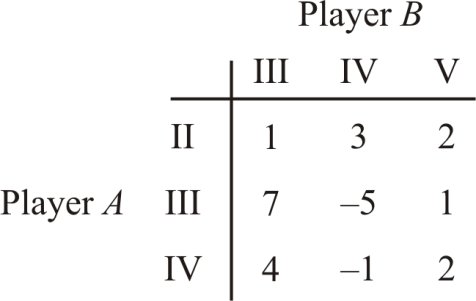 Player B
III IV V
II 1 3 2
Player A III 7 –5 1
IV 4 –1 2